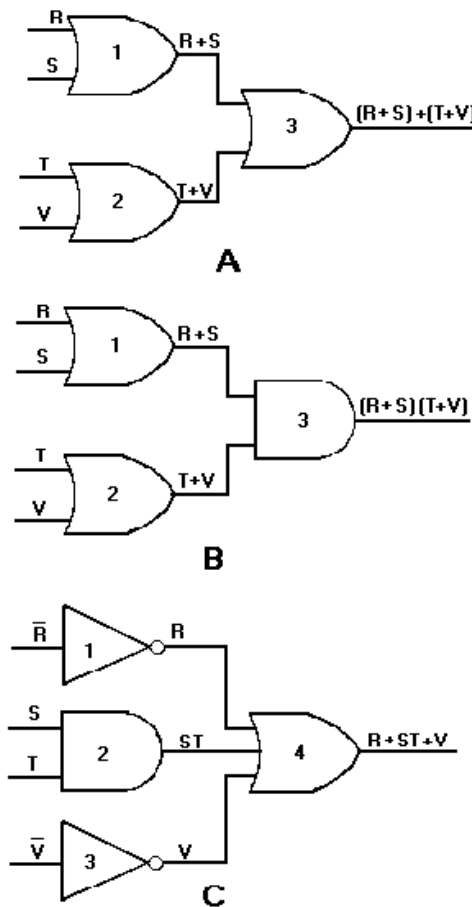 R
1
R+S
S
3
(R+S)+(T+V)
T
2
T+V
V
A
R
1
R+S
S
3
(R+S)(T+V)
T
2
T+V
V
B
R̅
1
R
S
2
ST
4
R+ST+V
T
V̅
3
V
C